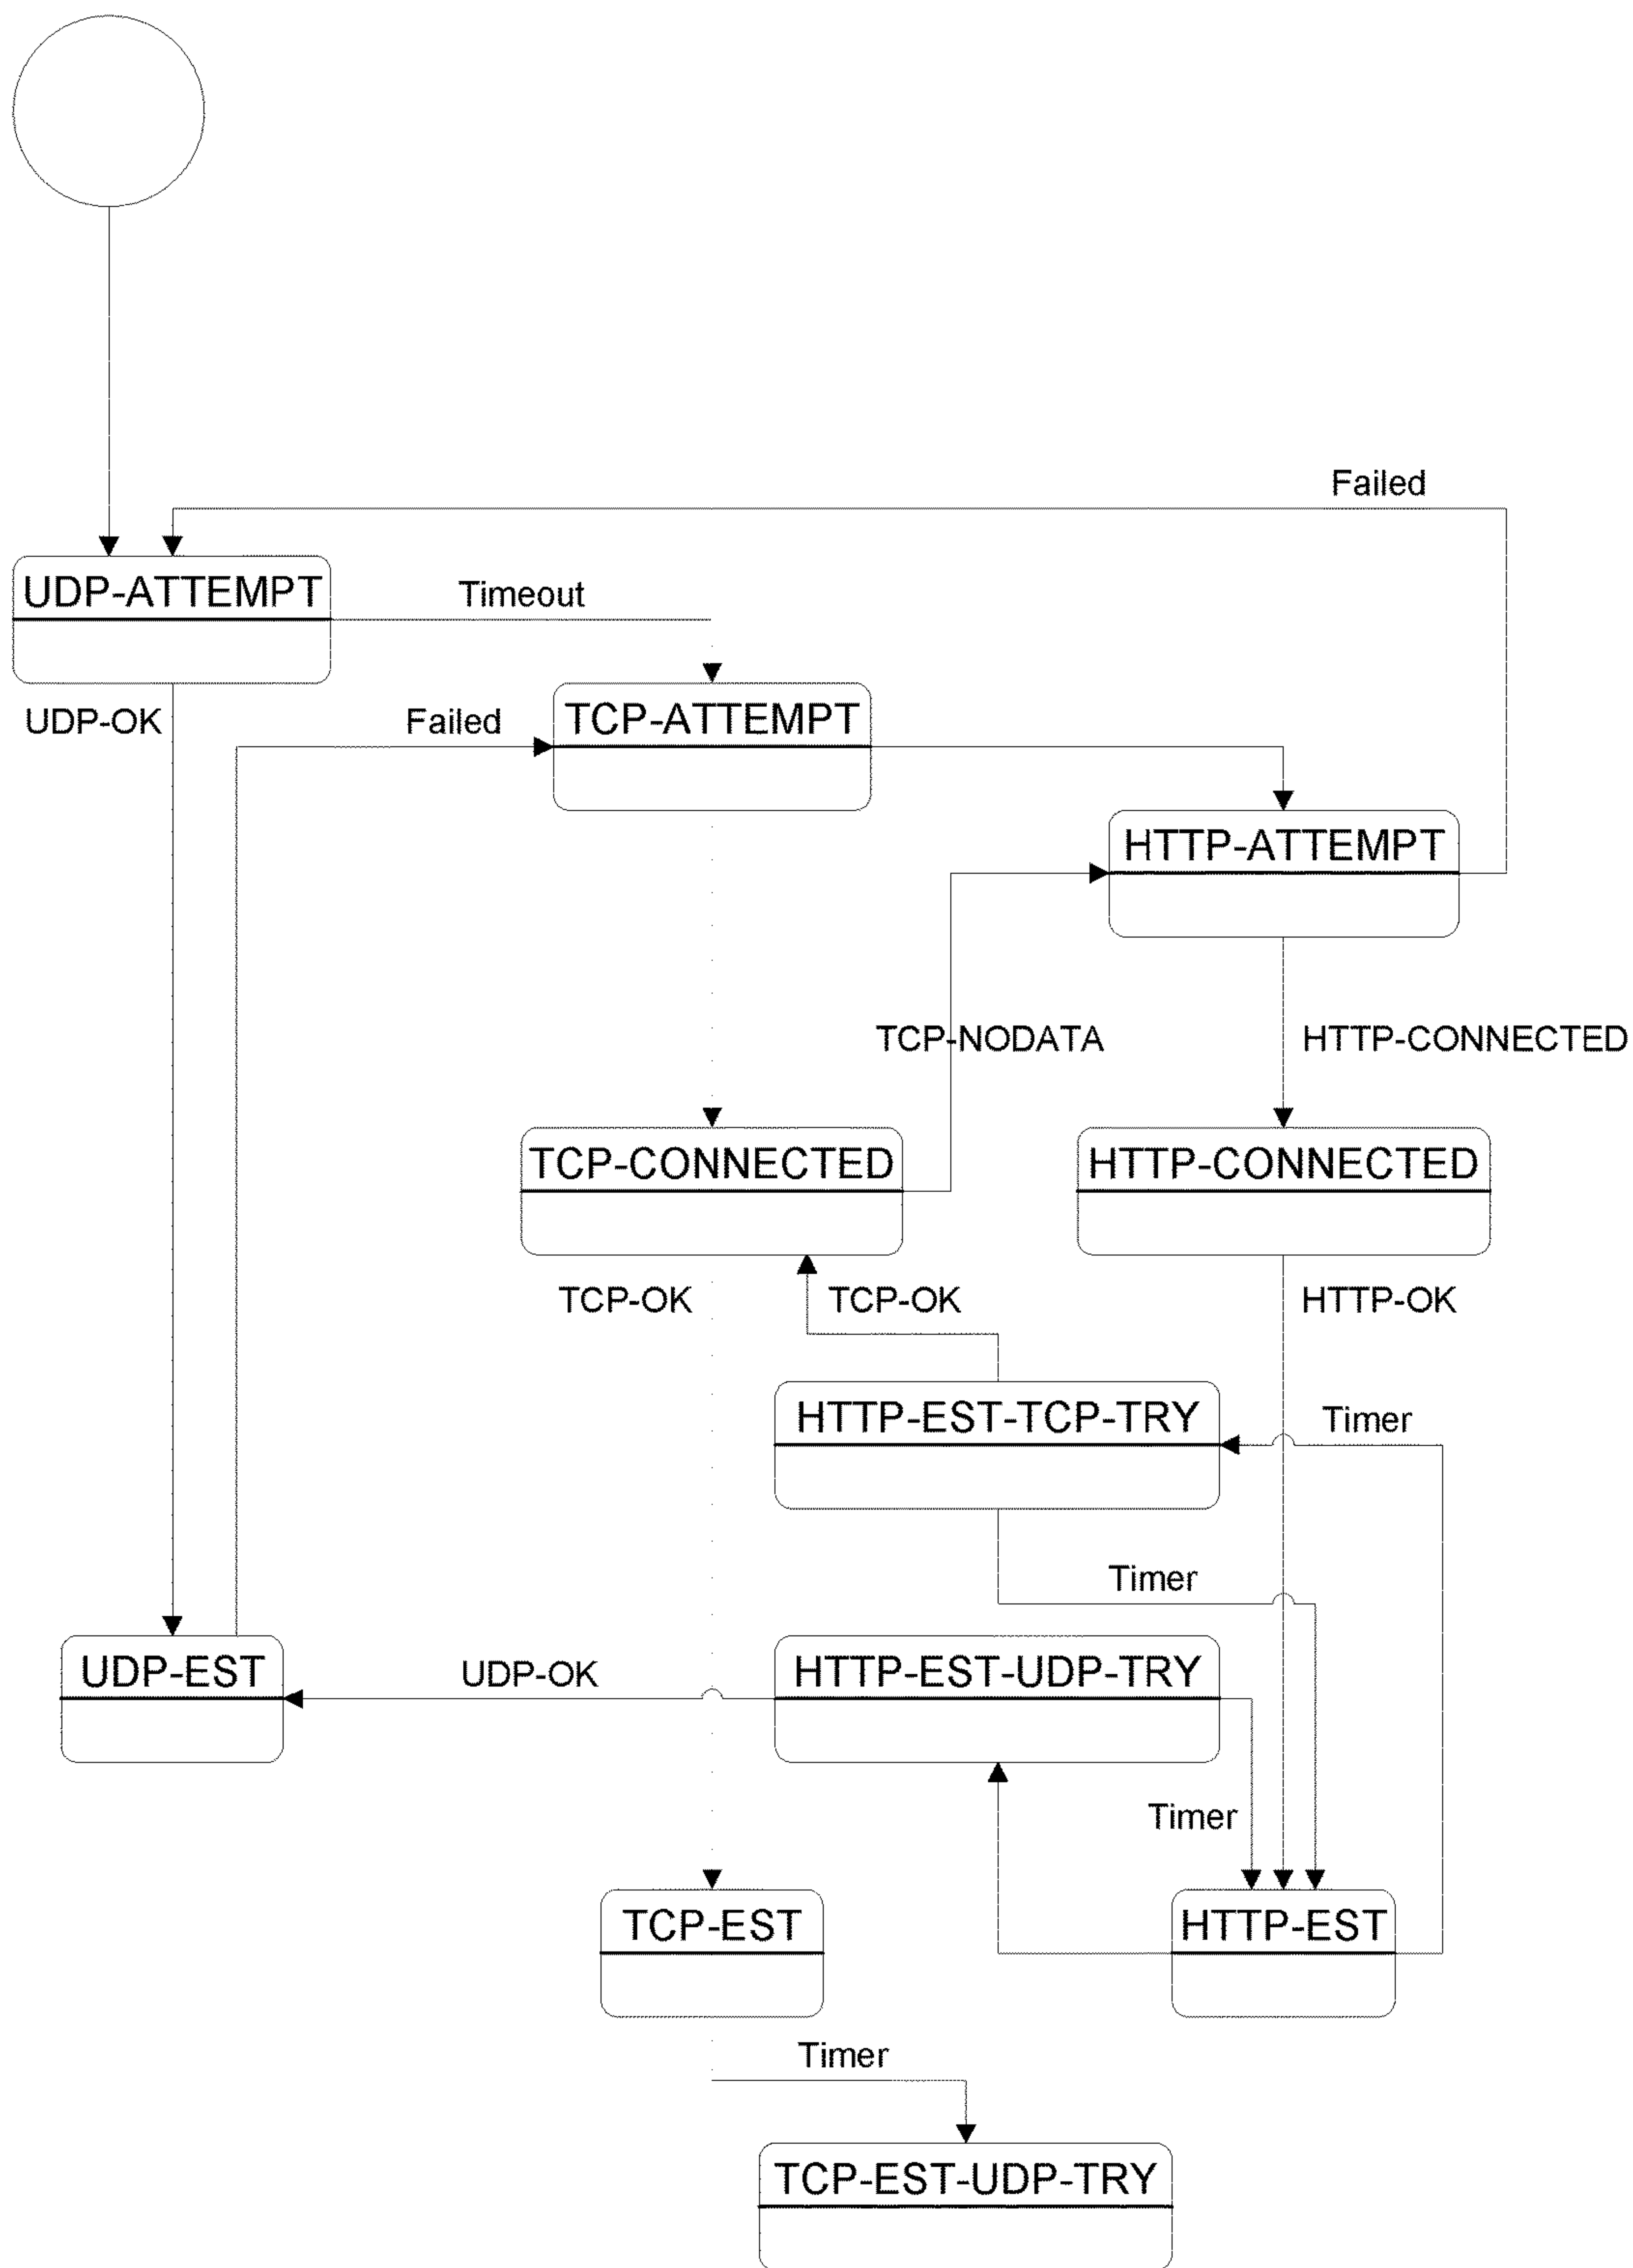 Failed
UDP-ATTEMPT
Timeout
UDP-OK
Failed
TCP-ATTEMPT
HTTP-ATTEMPT
TCP-NODATA
HTTP-CONNECTED
TCP-CONNECTED
HTTP-CONNECTED
TCP-OK
TCP-OK
HTTP-OK
HTTP-EST-TCP-TRY
Timer
Timer
UDP-EST
UDP-OK
HTTP-EST-UDP-TRY
Timer
TCP-EST
HTTP-EST
Timer
TCP-EST-UDP-TRY